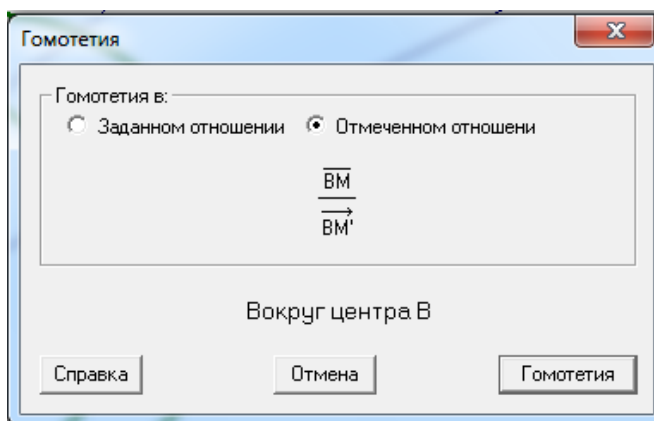 Гомотетия
Гомотетия в:
Заданном отношении Отмеченном отношени
BM
BM'
Вокруг центра B
Справка Отмена Гомотетия